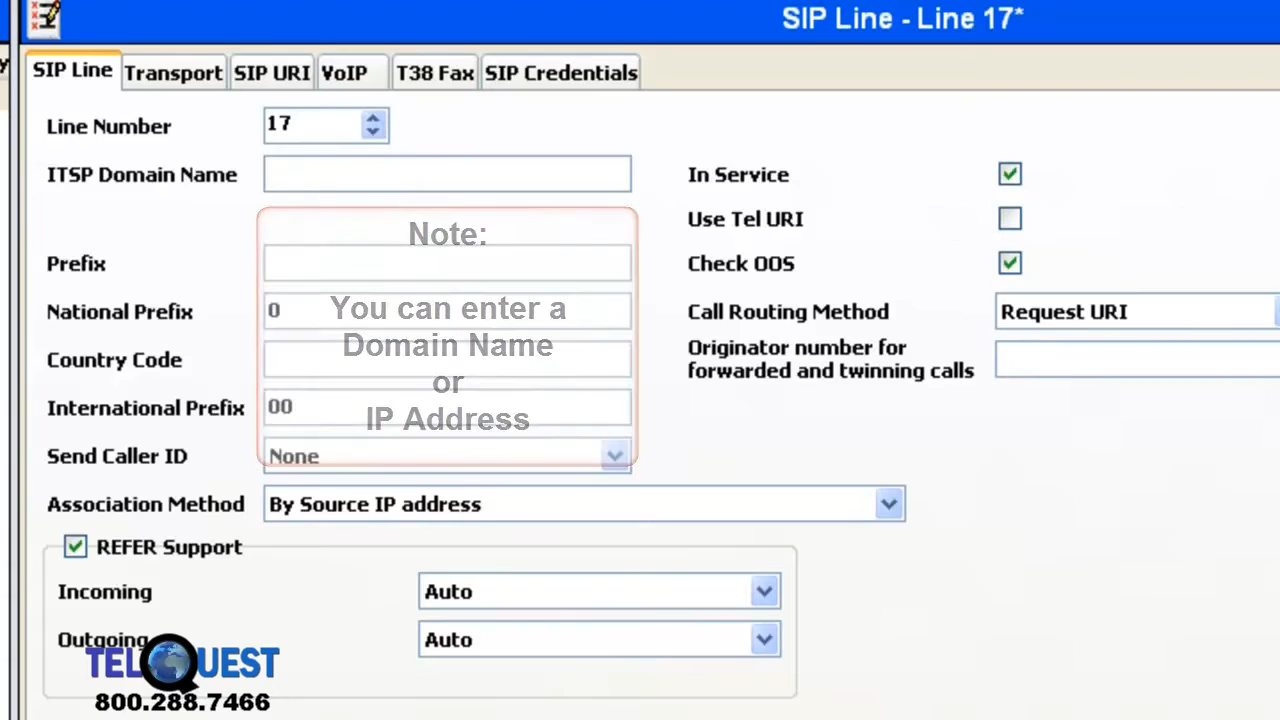 SIP Line - Line 17*
SIP Line Transport SIP URI VoIP T38 Fax SIP Credentials
Line Number 17
ITSP Domain Name
In Service
Note:
Use Tel URI
Prefix
Check OOS
National Prefix 0
You can enter a
Domain Name
or
IP Address
Call Routing Method Request URI
Country Code
Originator number for
forwarded and twinning calls
International Prefix 00
Send Caller ID None
Association Method By Source IP address
REFER Support
Incoming Auto
Outgoing Auto
TELQUEST
800.288.7466